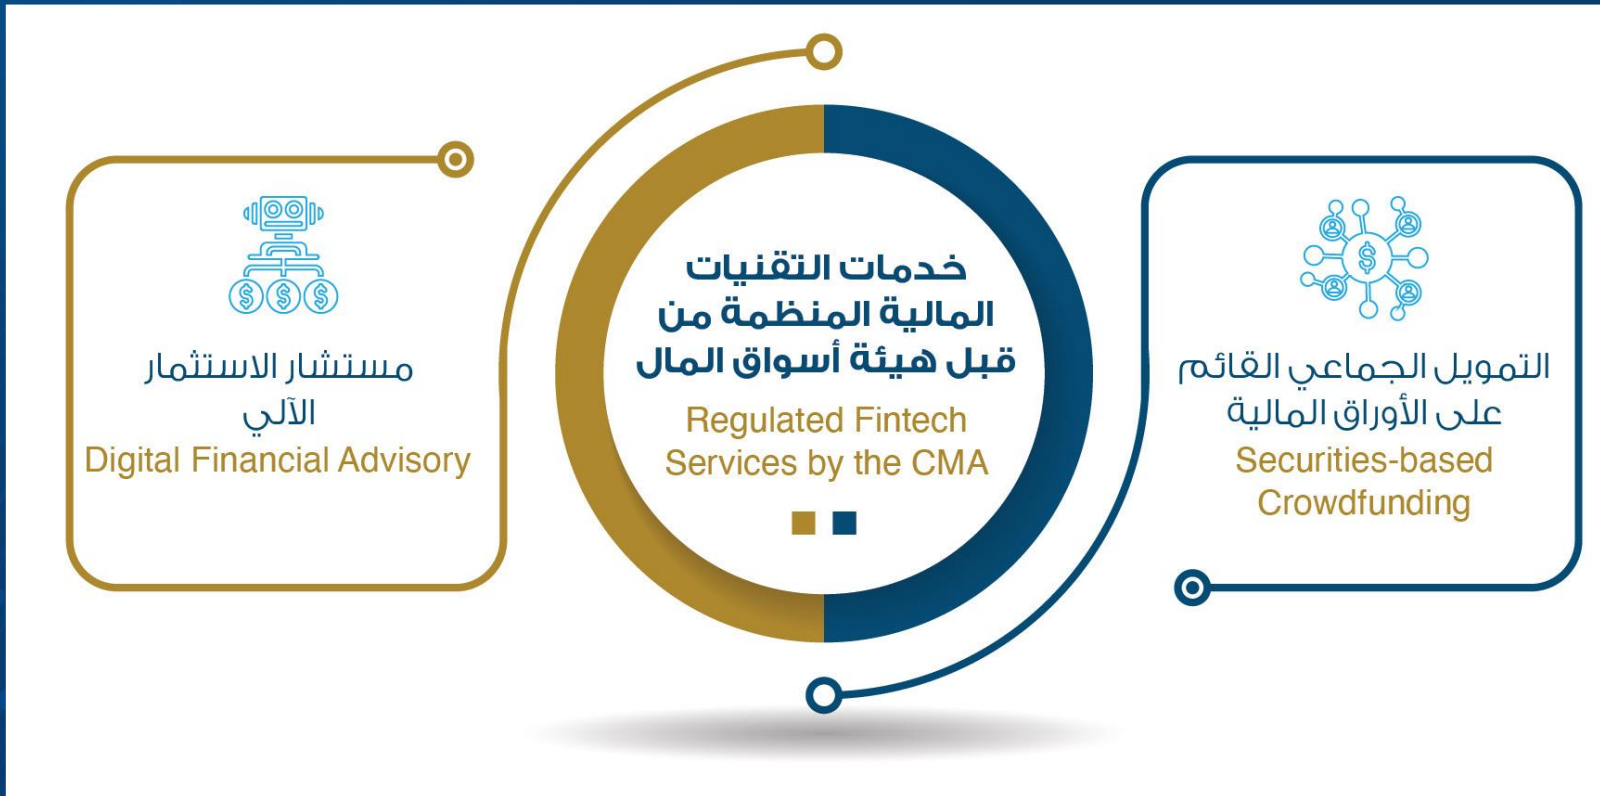 خدمات التقنيات
المالية المنظمة من
قبل هيئة أسواق المال
Regulated Fintech
Services by the CMA
التمويل الجماعي القائم
على الأوراق المالية
Securities-based
Crowdfunding
مستشار الاستثمار
الآلي
Digital Financial Advisory